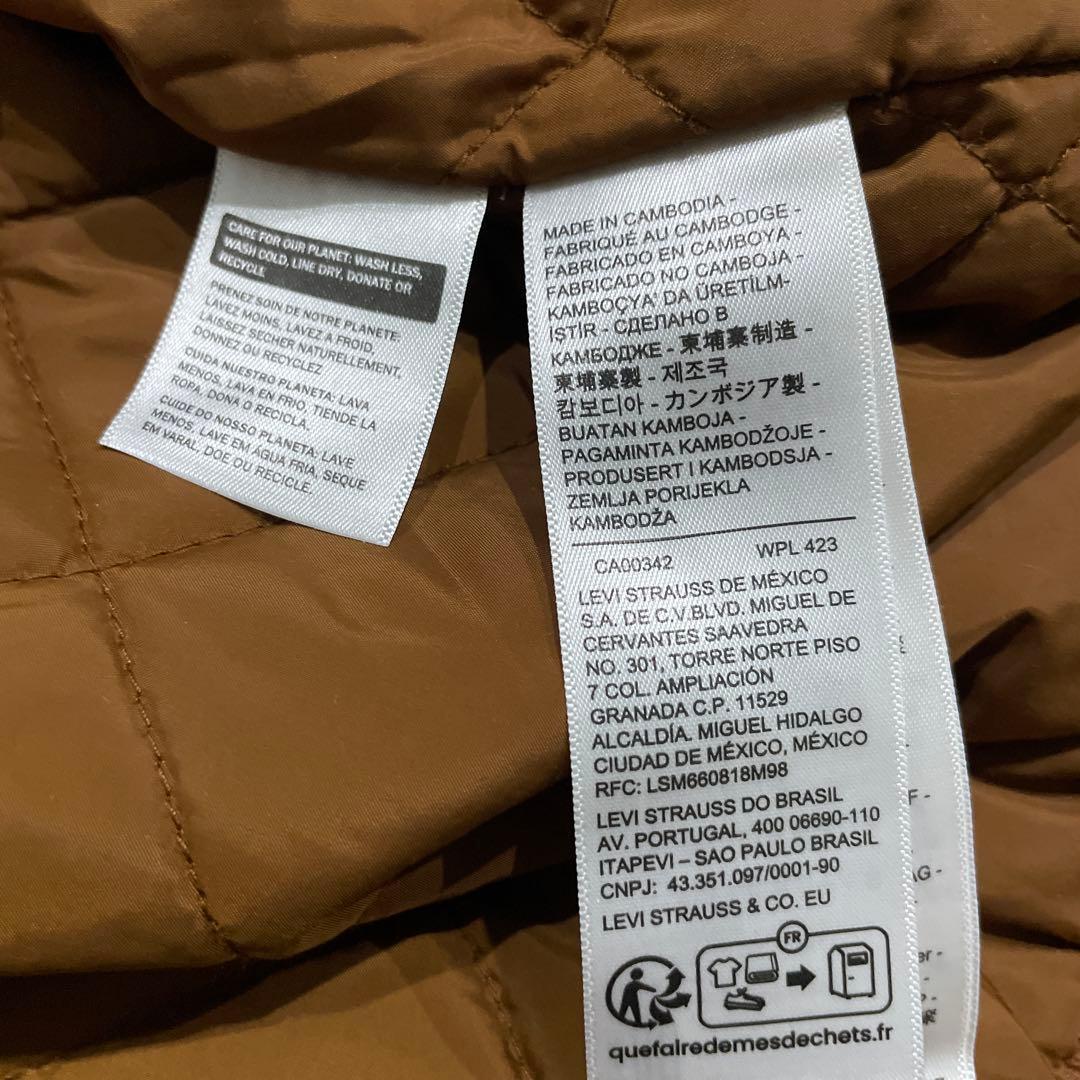 CARE FOR OUR PLANET: WASH LESS,
WASH COLD, LINE DRY, DONATE OR
RECYCLE
PRENEZ SOIN DE NOTRE PLANETE:
LAVEZ MOINS, LAVEZ A FROID,
LAISSEZ SECHER NATURELLEMENT,
DONNEZ OU RECYCLEZ
CUIDA NUESTRO PLANETA: LAVA
MENOS, LAVA EN FRIO, TIENDE LA
ROPA, DONA O RECICLA.
CUIDE DO NOSSO PLANETA: LAVE
MENOS, LAVE EM ÁGUA FRIA, SEQUE
EM VARAL, DOE OU RECICLE.
MADE IN CAMBODIA -
FABRIQUÉ AU CAMBODGE -
FABRICADO EN CAMBOYA -
FABRICADO NO CAMBOJA -
KAMBOÇYA' DA ÜRETİLM-
İŞTİR - СДЕЛАНО В
КАМБОДЖЕ - 柬埔寨制造 -
柬埔寨製 - 제조국
캄보디아 - カンボジア製 -
BUATAN KAMBOJA -
PAGAMINTA KAMBODŽOJE -
PRODUSERT I KAMBODSJA -
ZEMLJA PORIJEKLA
KAMBODŽA
CA00342 WPL 423
LEVI STRAUSS DE MÉXICO
S.A. DE C.V.BLVD. MIGUEL DE
CERVANTES SAAVEDRA
NO. 301, TORRE NORTE PISO
7 COL. AMPLIACIÓN
GRANADA C.P. 11529
ALCALDÍA. MIGUEL HIDALGO
CIUDAD DE MÉXICO, MÉXICO
RFC: LSM660818M98
LEVI STRAUSS DO BRASIL
AV. PORTUGAL, 400 06690-110
ITAPEVI – SAO PAULO BRASIL
CNPJ: 43.351.097/0001-90
LEVI STRAUSS & CO. EU
FR
quefairedemesdechets.fr